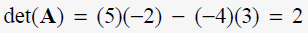 det(A) = (5)(−2) − (−4)(3) = 2